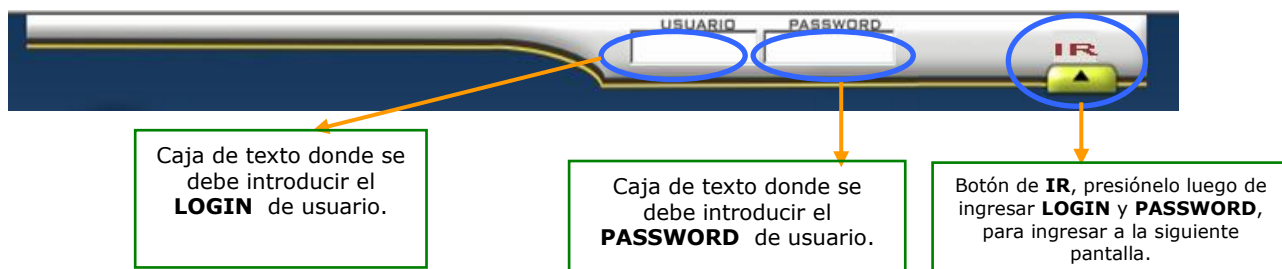 USUARIO PASSWORD
IR
Caja de texto donde se
debe introducir el
LOGIN de usuario.
Caja de texto donde se
debe introducir el
PASSWORD de usuario.
Botón de IR, presiónelo luego de
ingresar LOGIN y PASSWORD,
para ingresar a la siguiente
pantalla.